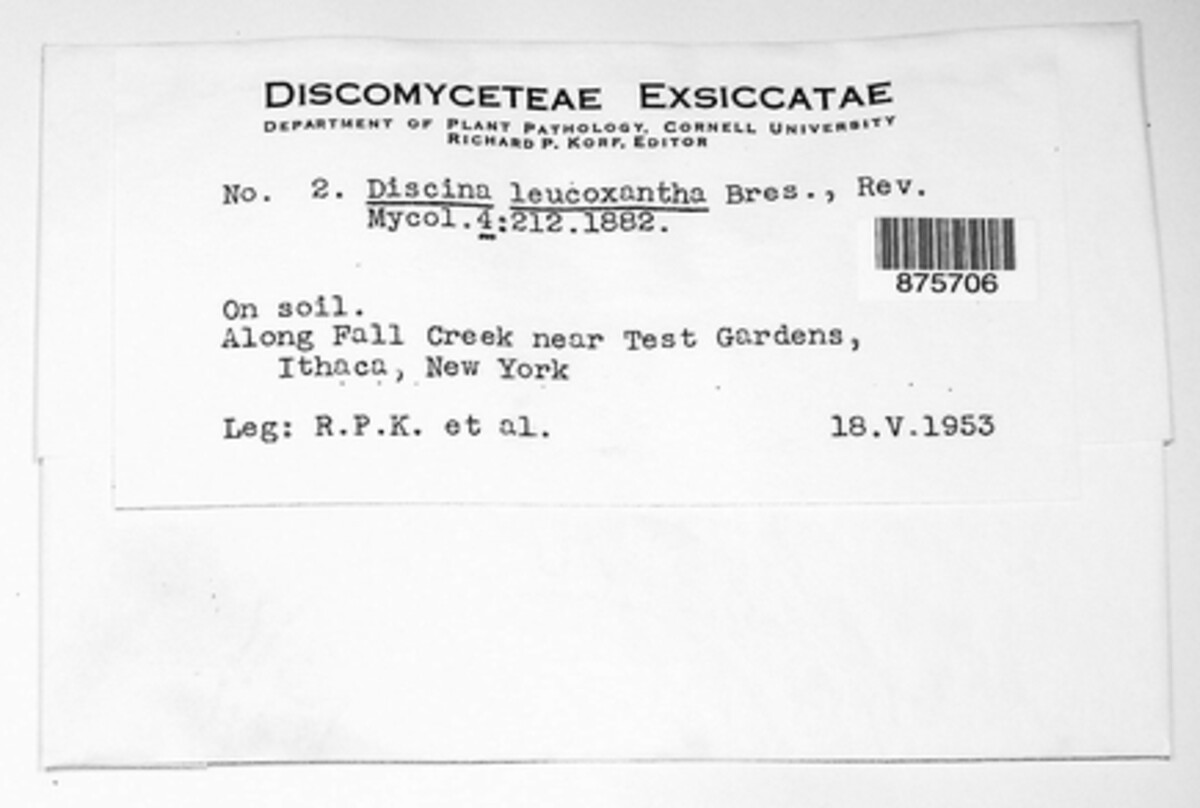 DISCOMYCETEAE EXSICCATAE
DEPARTMENT OF PLANT PATHOLOGY, CORNELL UNIVERSITY
RICHARD P. KORF, EDITOR
No. 2. Discina leucoxantha Bres., Rev.
Mycol.4:212.1882.
875706
On soil.
Along Fall Creek near Test Gardens,
Ithaca, New York
Leg: R.P.K. et al. 18.V.1953